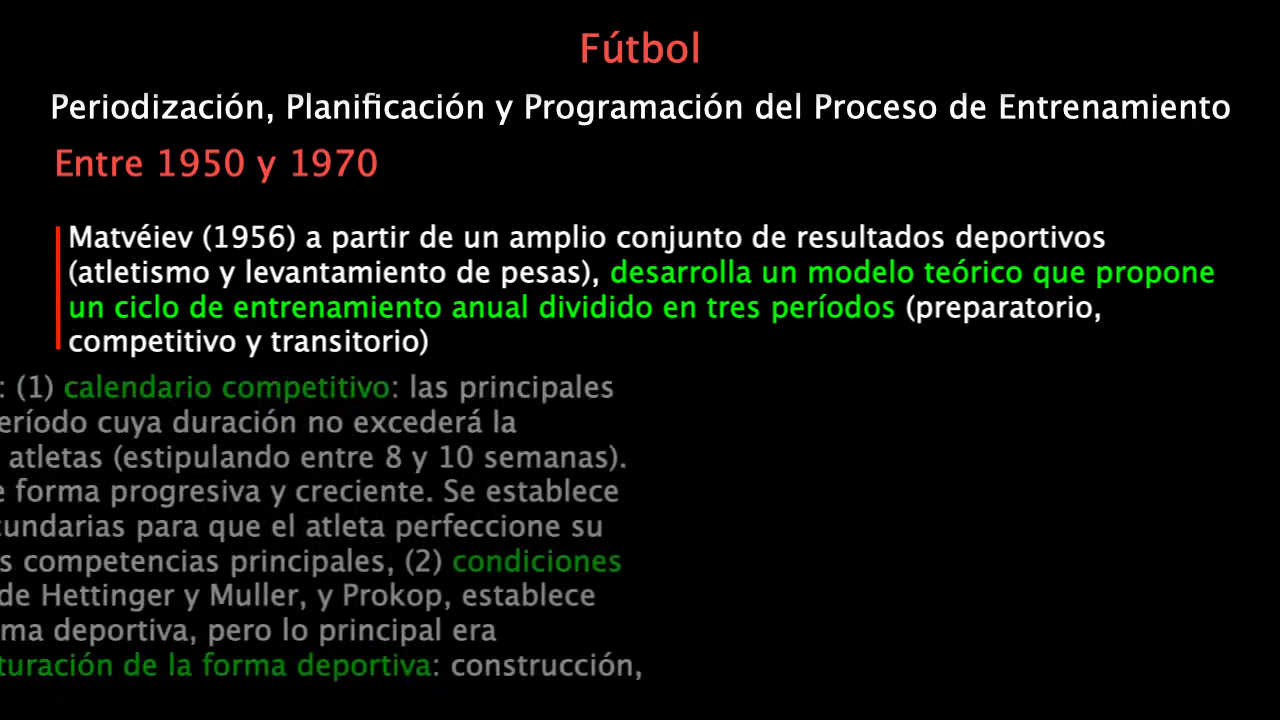 Fútbol
Periodización, Planificación y Programación del Proceso de Entrenamiento
Entre 1950 y 1970
Matvéiev (1956) a partir de un amplio conjunto de resultados deportivos
(atletismo y levantamiento de pesas), desarrolla un modelo teórico que propone
un ciclo de entrenamiento anual dividido en tres períodos (preparatorio,
competitivo y transitorio)
: (1) calendario competitivo: las principales
eríodo cuya duración no excederá la
atletas (estipulando entre 8 y 10 semanas).
e forma progresiva y creciente. Se establece
cundarias para que el atleta perfeccione su
s competencias principales, (2) condiciones
de Hettinger y Muller, y Prokop, establece
ma deportiva, pero lo principal era
turación de la forma deportiva: construcción,